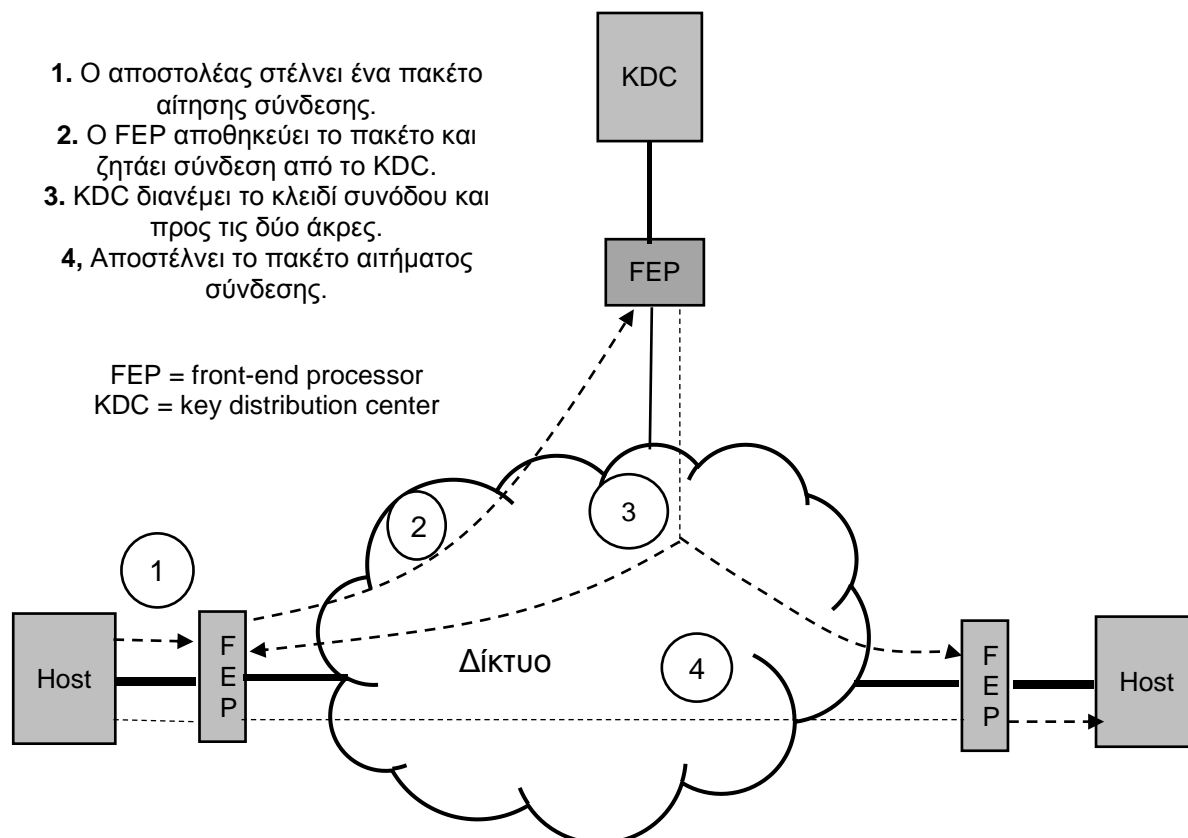 1. Ο αποστολέας στέλνει ένα πακέτο
αίτησης σύνδεσης.
2. Ο FEP αποθηκεύει το πακέτο και
ζητάει σύνδεση από το KDC.
3. KDC διανέμει το κλειδί συνόδου και
προς τις δύο άκρες.
4, Αποστέλνει το πακέτο αιτήματος
σύνδεσης.
FEP = front-end processor
KDC = key distribution center
KDC
FEP
2
3
1
Host
F
E
P
Δίκτυο
4
F
E
P
Host